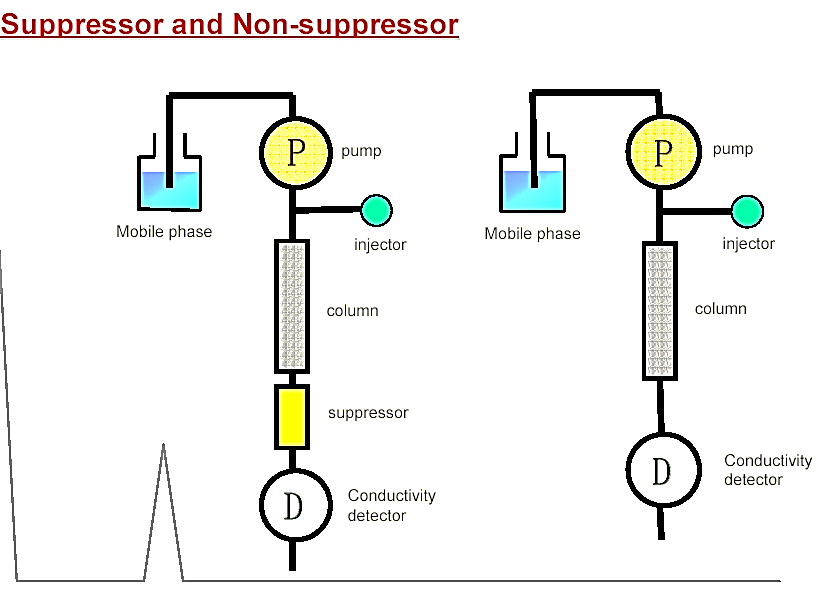 Suppressor and Non-suppressor
P
pump
Mobile phase
injector
column
suppressor
D
Conductivity
detector
P
pump
Mobile phase
injector
column
D
Conductivity
detector